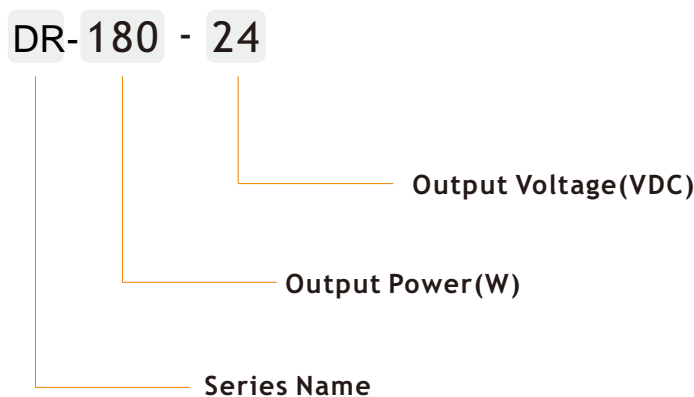 DR-180 - 24
Output Voltage(VDC)
Output Power(W)
Series Name